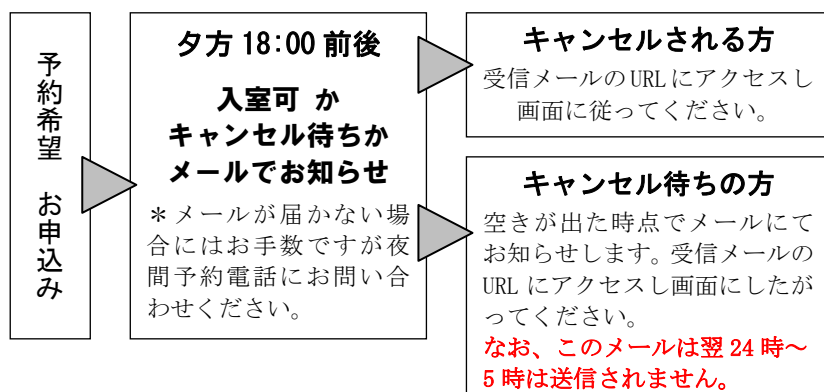 予約希望 お申込み
夕方 18:00 前後
入室可 か
キャンセル待ちか
メールでお知らせ
＊メールが届かない場
合にはお手数ですが夜
間予約電話にお問い合
わせください。
キャンセルされる方
受信メールの URL にアクセスし
画面に従ってください。
キャンセル待ちの方
空きが出た時点でメールにて
お知らせします。受信メールの
URL にアクセスし画面にしたが
ってください。
なお、このメールは翌 24 時～
5 時は送信されません。